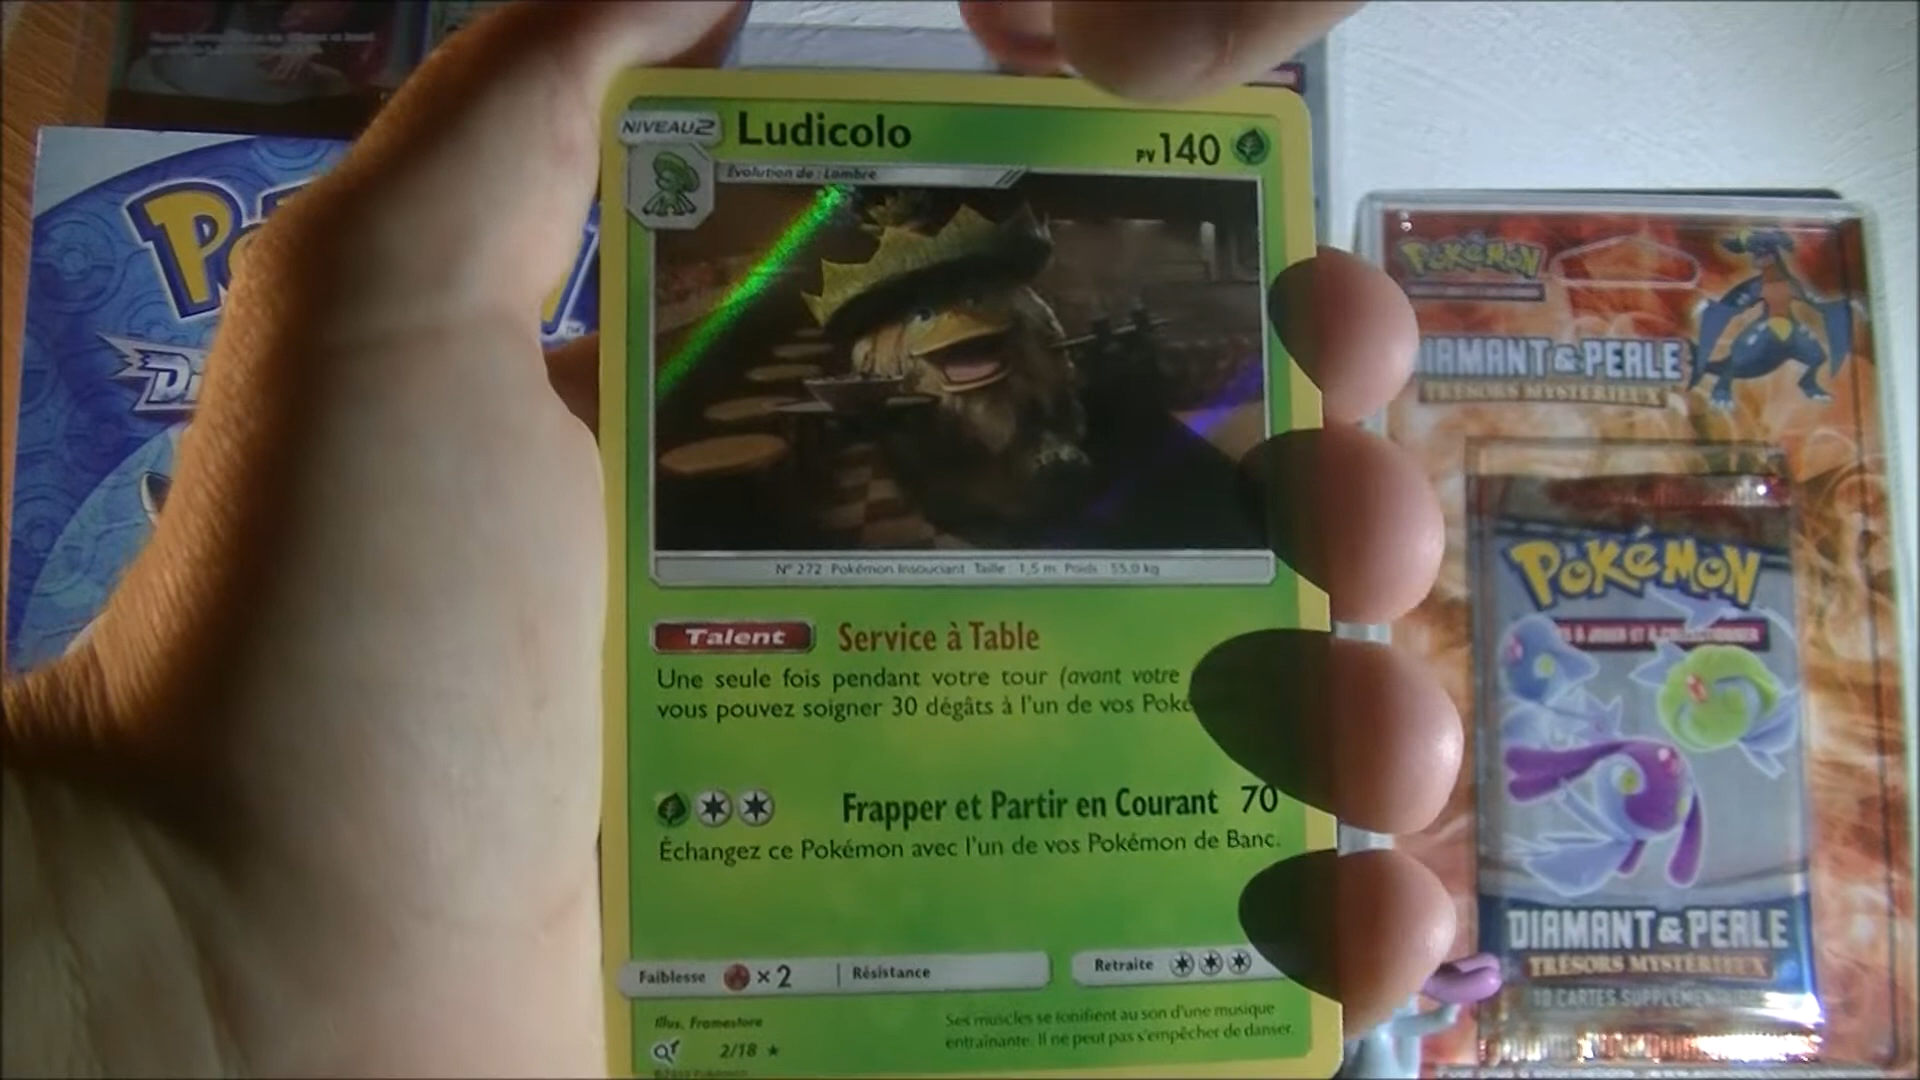 NIVEAU2
Ludicolo
PV 140
Évolution de : Lombre
N° 272 Pokémon Insouciant Taille : 1,5 m Poids : 55,0 kg
Talent Service à Table
Une seule fois pendant votre tour (avant votre
vous pouvez soigner 30 dégâts à l'un de vos Poké
Frapper et Partir en Courant 70
Échangez ce Pokémon avec l'un de vos Pokémon de Banc.
Faiblesse ×2 Résistance
Retraite
Illus. Framestore
2/18
Ses muscles se tonifient au son d'une musique
entraînante. Il ne peut pas s'empêcher de danser.
POKéMON
IAMANT & PERLE
TRÉSORS MYSTÉRIEUX
POKéMON
DIAMANT & PERLE
TRÉSORS MYSTÉRIEUX
10 CARTES